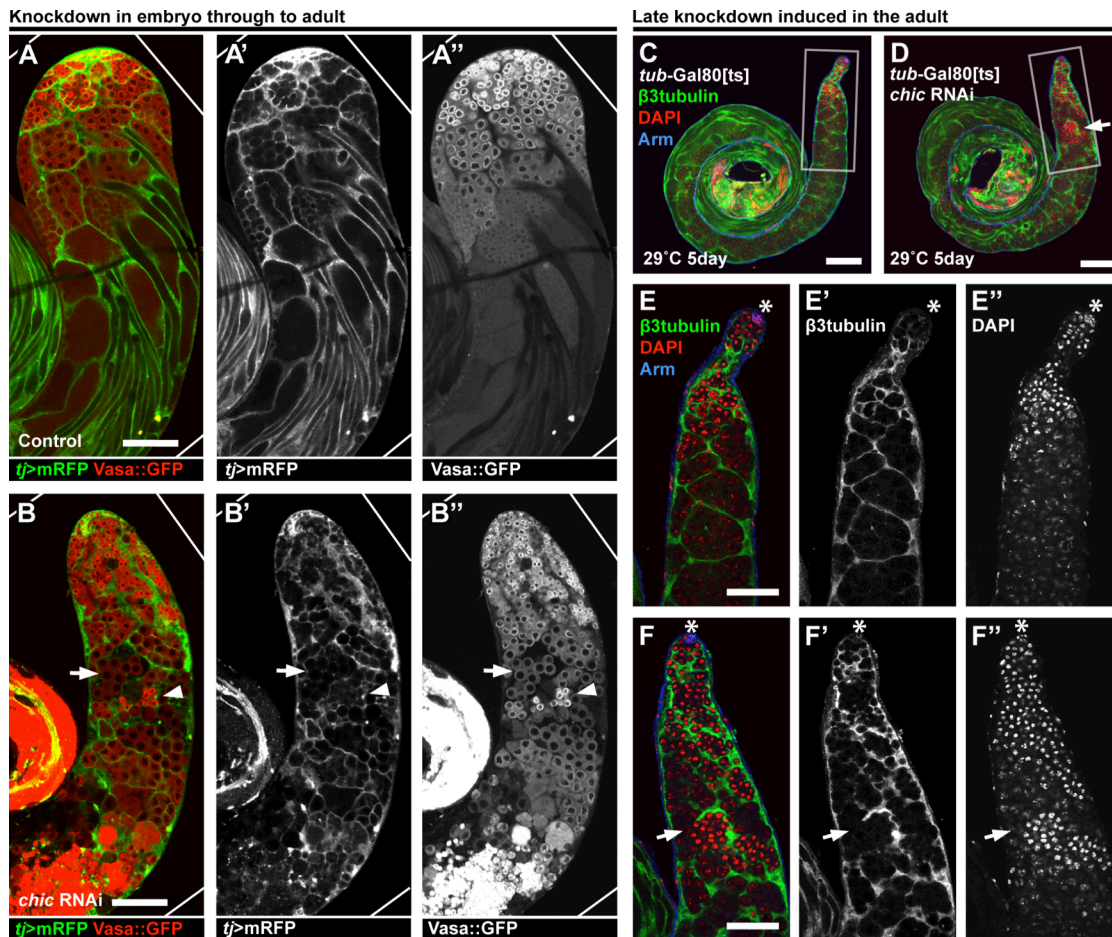 Knockdown in embryo through to adult
Late knockdown induced in the adult
A
A'
A"
Control
tj>mRFP Vasa::GFP
tj>mRFP
Vasa::GFP
B
B'
B"
chic RNAi
tj>mRFP Vasa::GFP
tj>mRFP
Vasa::GFP
C
tub-Gal80[ts]
β3tubulin
DAPI
Arm
29˚C 5day
D
tub-Gal80[ts]
chic RNAi
29˚C 5day
E
β3tubulin
DAPI
Arm
*
E'
β3tubulin
*
E"
DAPI
*
F
*
F'
*
F"
*